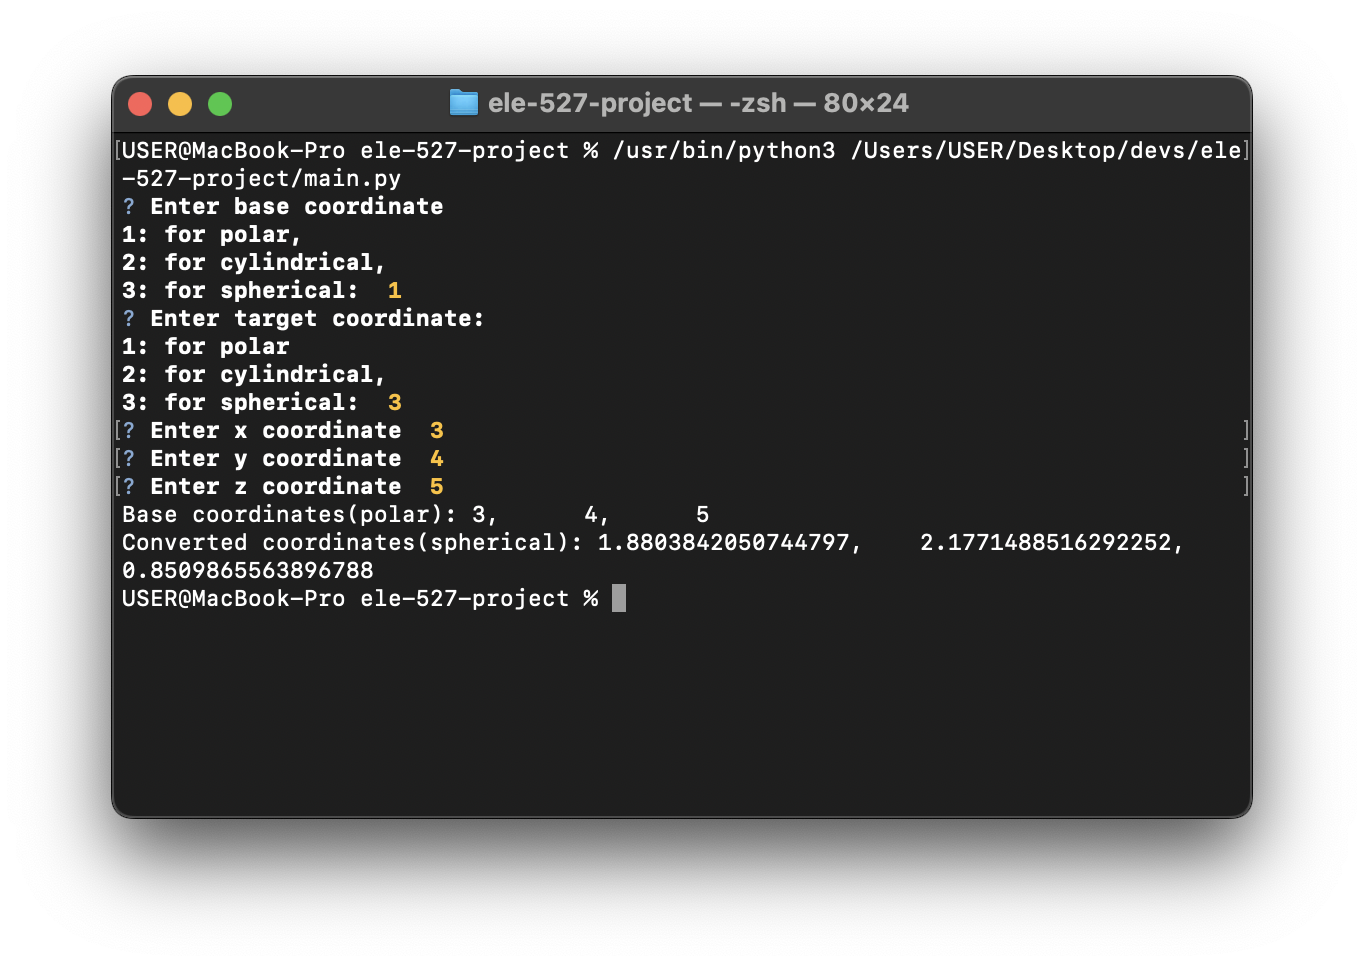 ele-527-project — -zsh — 80×24
[USER@MacBook-Pro ele-527-project % /usr/bin/python3 /Users/USER/Desktop/devs/ele]
-527-project/main.py
? Enter base coordinate
1: for polar,
2: for cylindrical,
3: for spherical:  1
? Enter target coordinate:
1: for polar
2: for cylindrical,
3: for spherical:  3
[? Enter x coordinate  3 ]
[? Enter y coordinate  4 ]
[? Enter z coordinate  5 ]
Base coordinates(polar): 3,      4,      5
Converted coordinates(spherical): 1.8803842050744797,    2.1771488516292252,
0.8509865563896788
USER@MacBook-Pro ele-527-project %